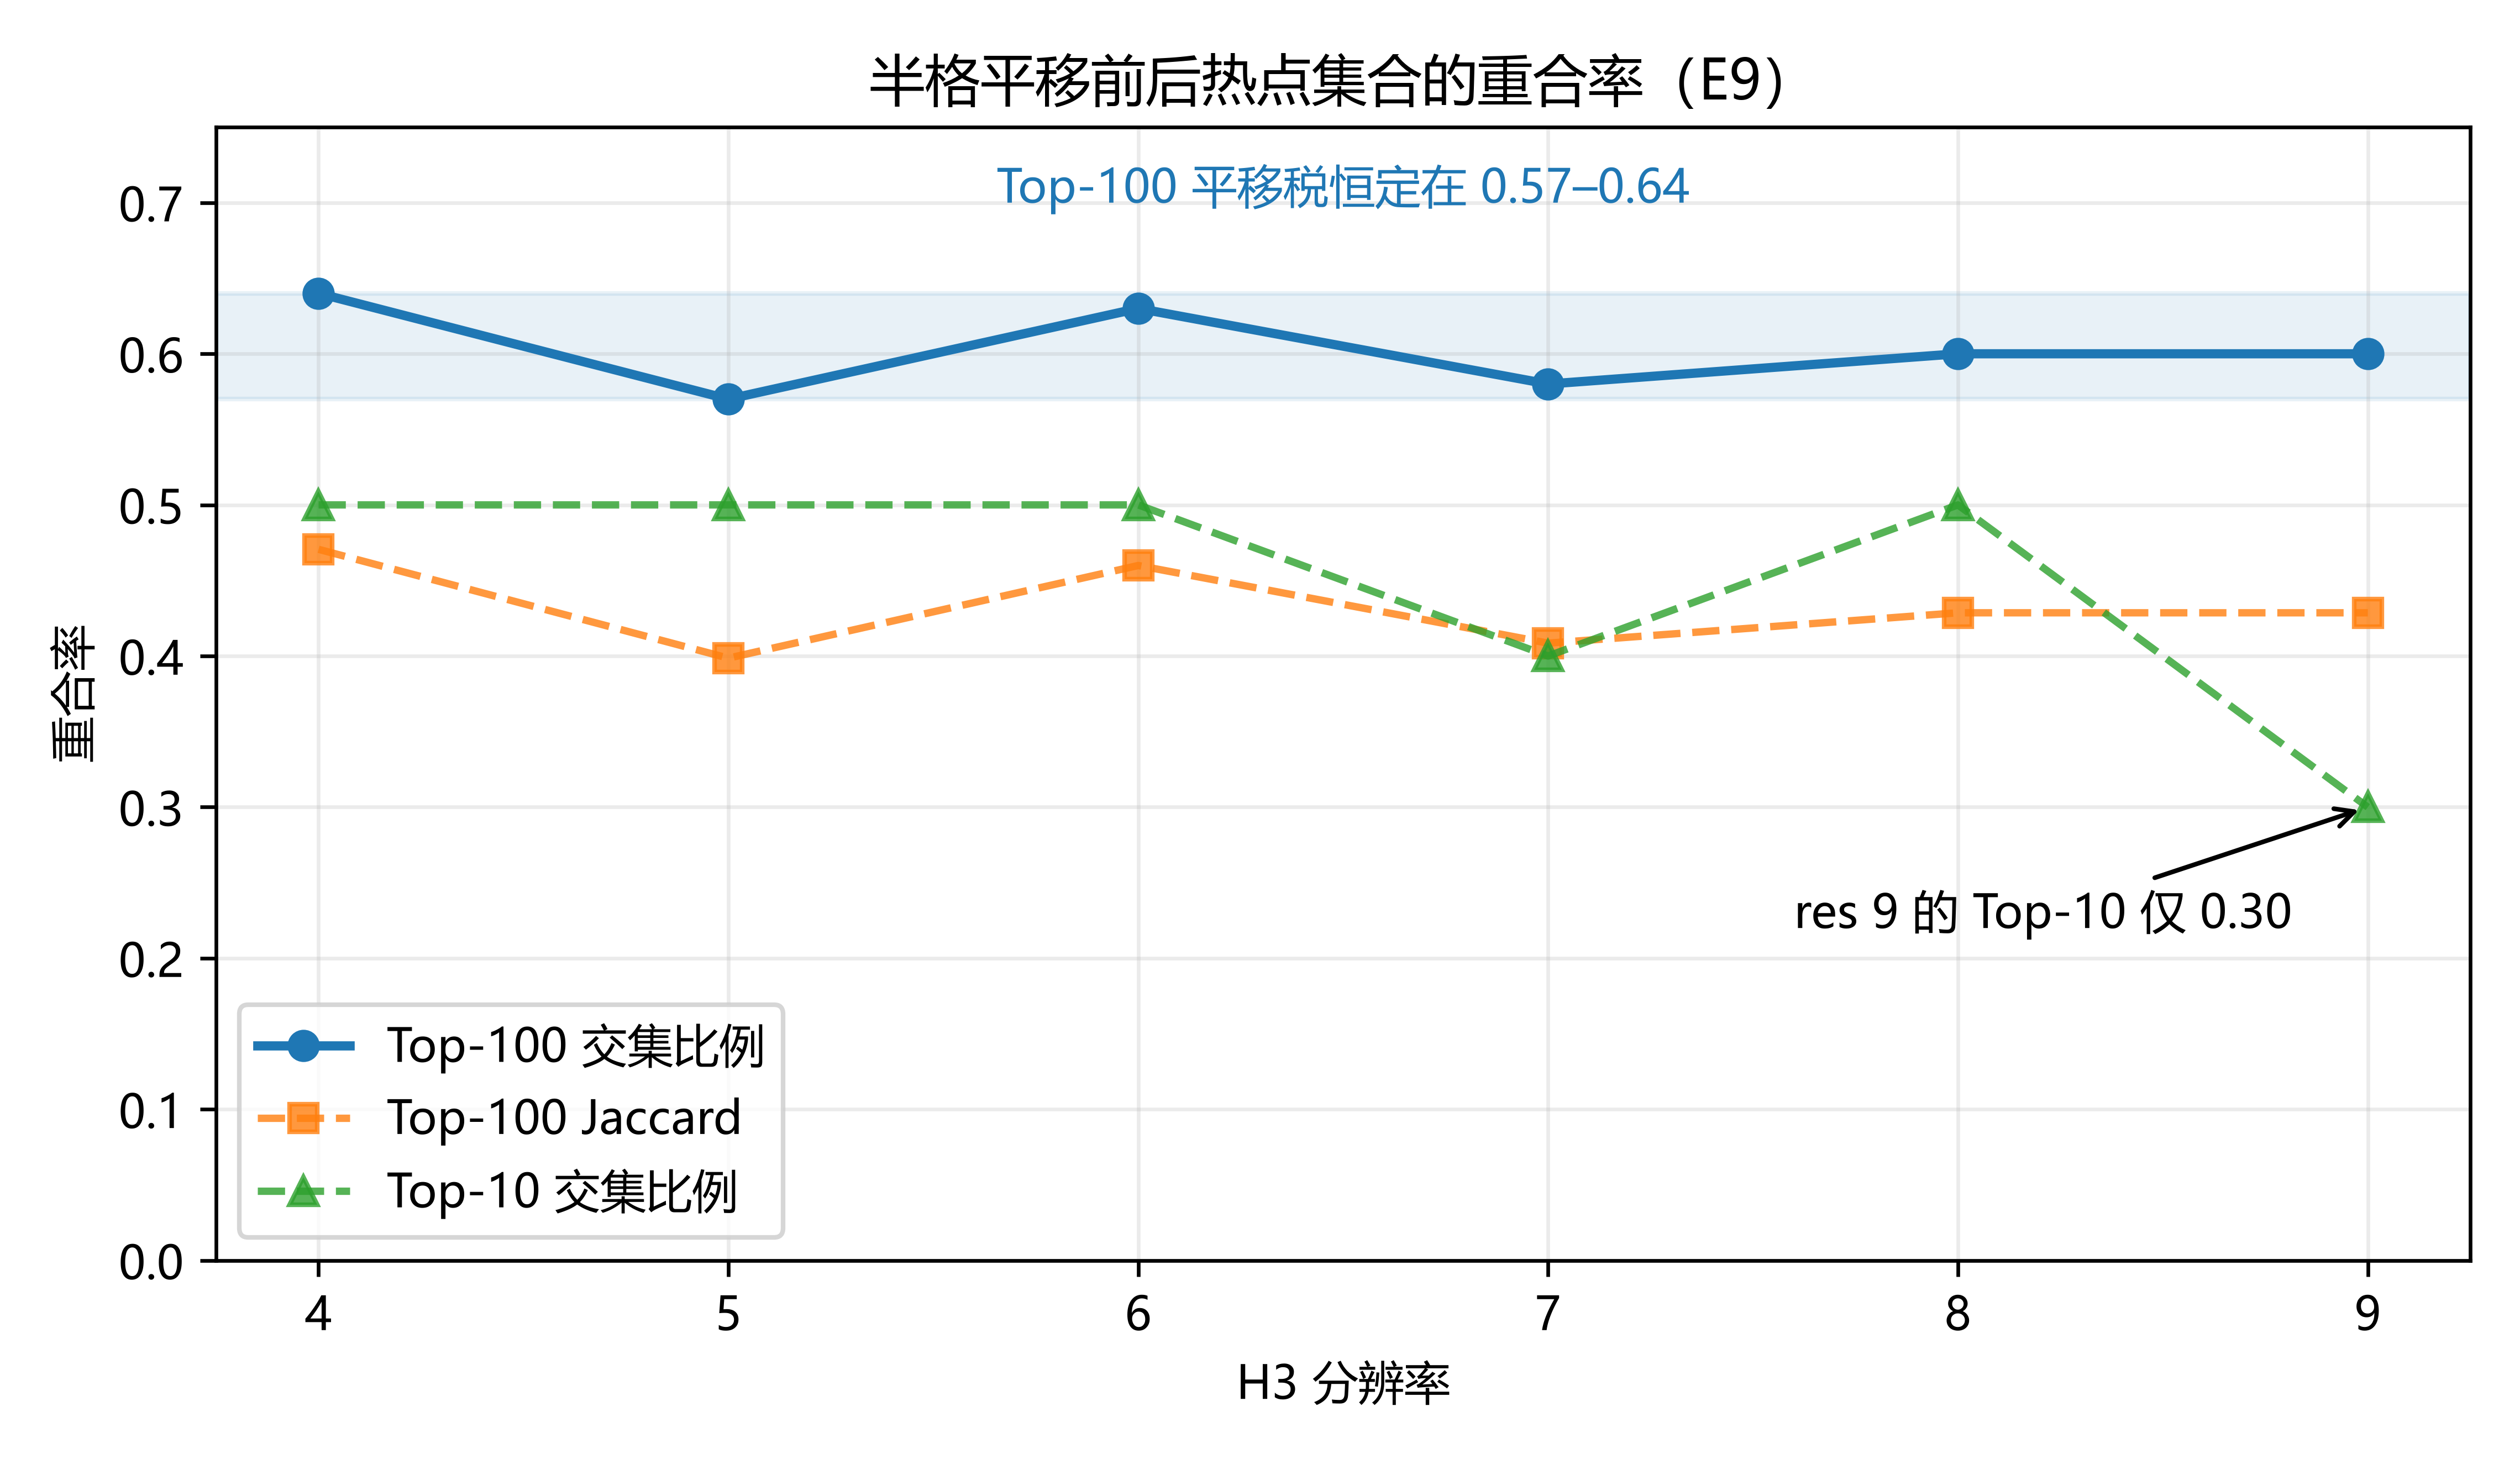 半格平移前后热点集合的重合率（E9）
Top-100 平移税恒定在 0.57–0.64
0.7
0.6
0.5
0.4
0.3
0.2
0.1
0.0
重合率
res 9 的 Top-10 仅 0.30
Top-100 交集比例
Top-100 Jaccard
Top-10 交集比例
4 5 6 7 8 9
H3 分辨率